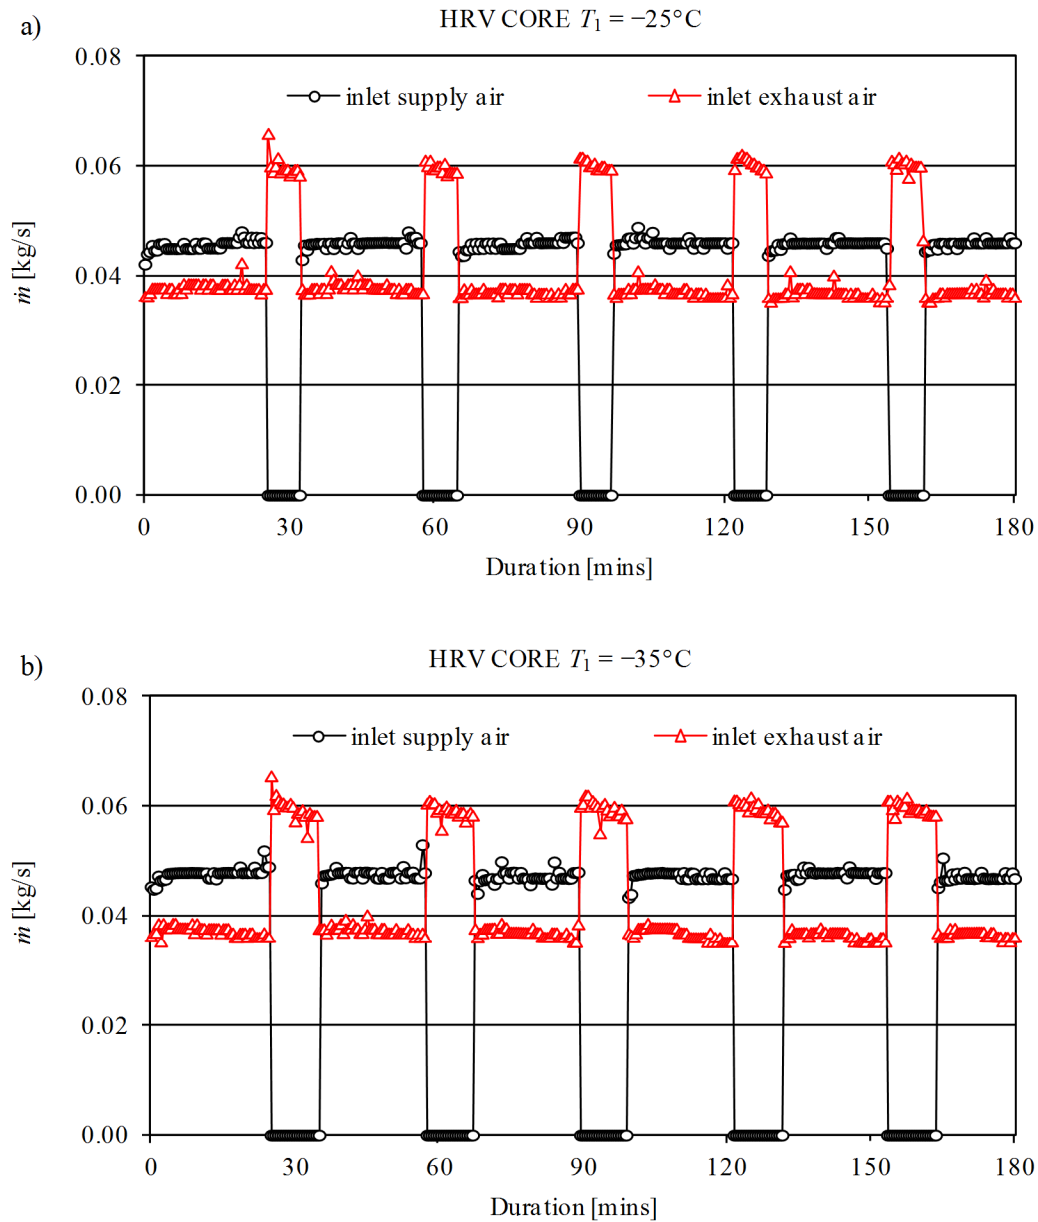 a)
HRV CORE T₁ = −25°C
0.08
inlet supply air
inlet exhaust air
0.06
0.04
ṁ [kg/s]
0.02
0.00
0 30 60 90 120 150 180
Duration [mins]
b)
HRV CORE T₁ = −35°C
0.08
inlet supply air
inlet exhaust air
0.06
0.04
ṁ [kg/s]
0.02
0.00
0 30 60 90 120 150 180
Duration [mins]